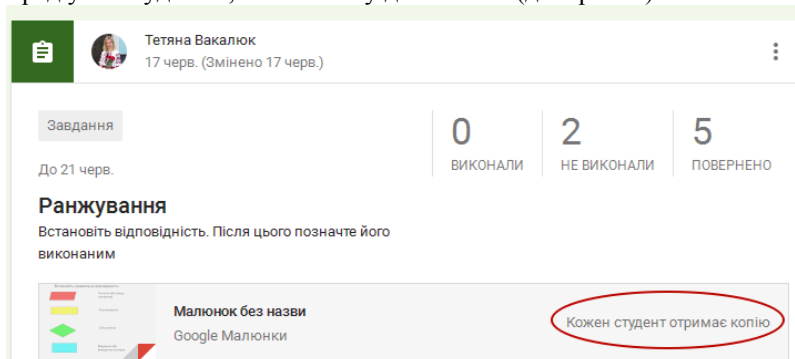 Тетяна Вакалюк
17 черв. (Змінено 17 черв.)
Завдання
0 2 5
ВИКОНАЛИ НЕ ВИКОНАЛИ ПОВЕРНЕНО
До 21 черв.
Ранжування
Встановіть відповідність. Після цього позначте його
виконаним
Малюнок без назви
Кожен студент отримає копію
Google Малюнки